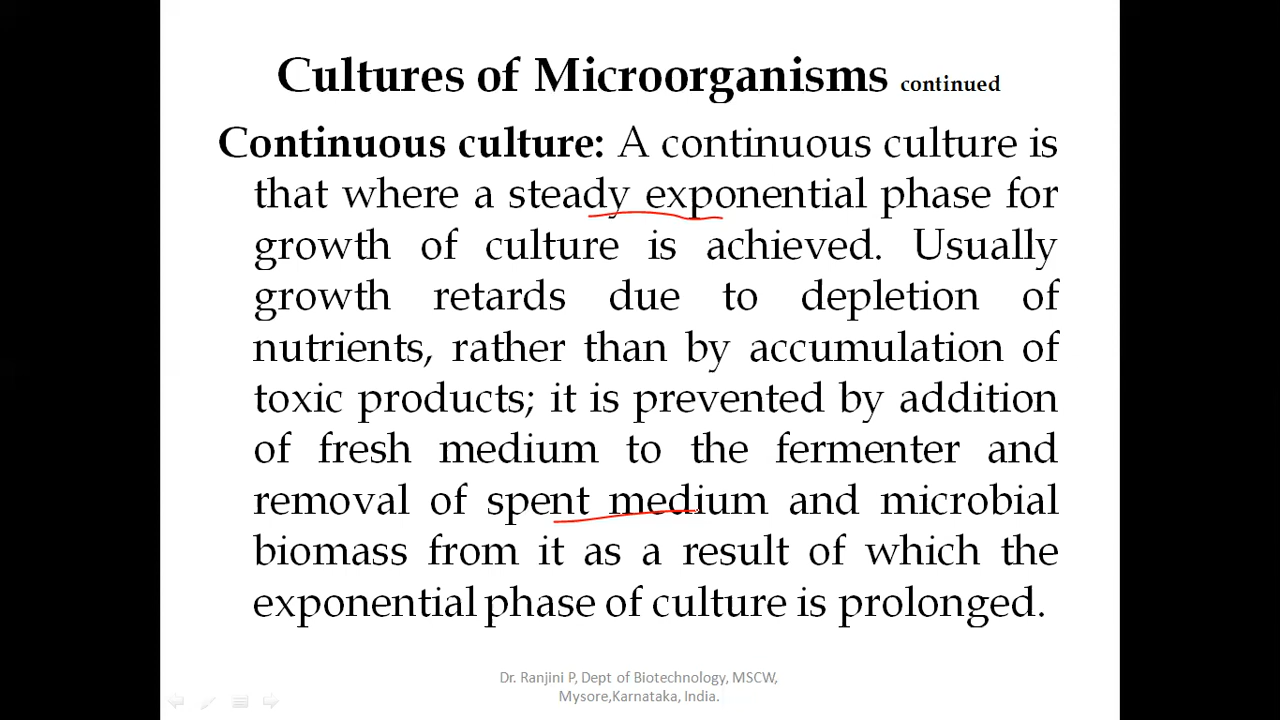 Cultures of Microorganisms continued
Continuous culture: A continuous culture is
that where a steady exponential phase for
growth of culture is achieved. Usually
growth retards due to depletion of
nutrients, rather than by accumulation of
toxic products; it is prevented by addition
of fresh medium to the fermenter and
removal of spent medium and microbial
biomass from it as a result of which the
exponential phase of culture is prolonged.
Dr. Ranjini P, Dept of Biotechnology, MSCW,
Mysore,Karnataka, India.